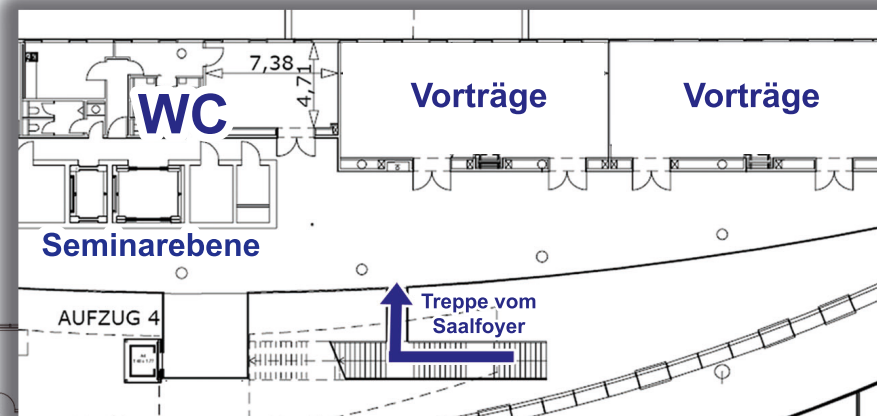 7,38
4,71
WC
Vorträge
Vorträge
Seminarebene
AUFZUG 4
Treppe vom
Saalfoyer